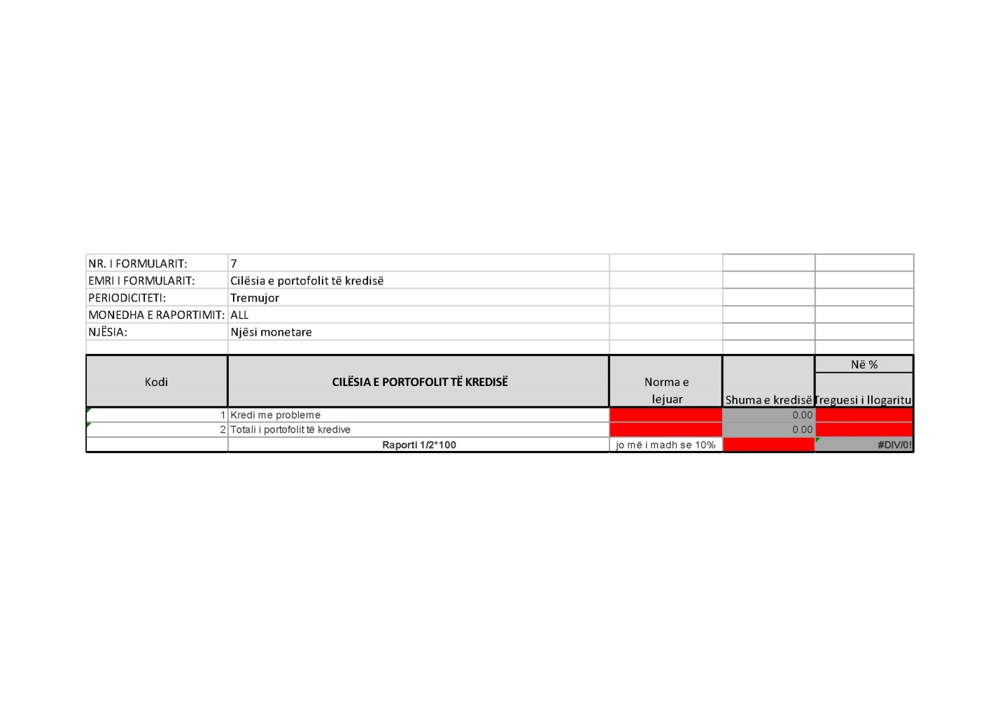 NR. I FORMULARIT: 7
EMRI I FORMULARIT: Cilësia e portofolit të kredisë
PERIODICITETI: Tremujor
MONEDHA E RAPORTIMIT: ALL
NJËSIA: Njësi monetare
Kodi CILËSIA E PORTOFOLIT TË KREDISË Norma e lejuar Shuma e kredisë Në %
Treguesi i llogaritu
1 Kredi me probleme 0.00
2 Totali i portofolit të kredive 0.00
Raporti 1/2*100 jo më i madh se 10% #DIV/0!